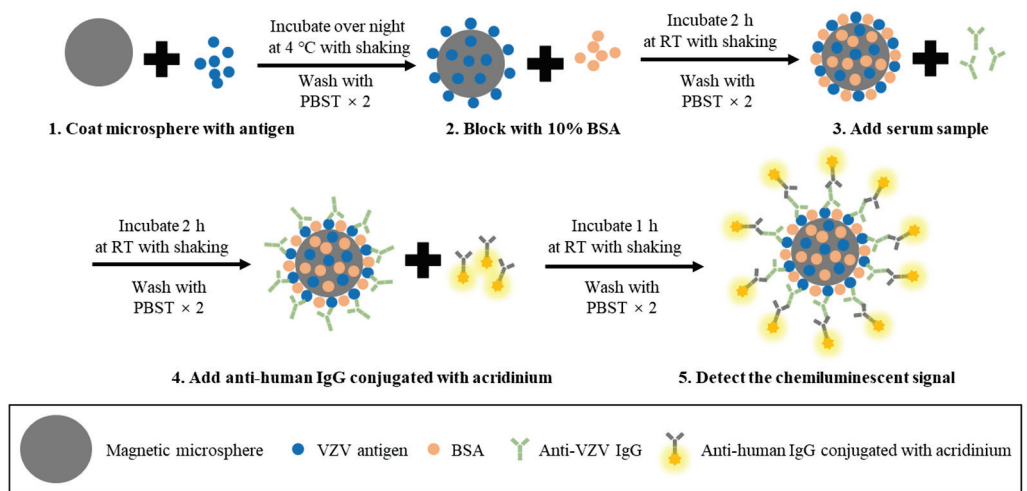 Incubate over night
at 4 °C with shaking
Wash with
PBST × 2
Incubate 2 h
at RT with shaking
Wash with
PBST × 2
1. Coat microsphere with antigen
2. Block with 10% BSA
3. Add serum sample
Incubate 2 h
at RT with shaking
Wash with
PBST × 2
Incubate 1 h
at RT with shaking
Wash with
PBST × 2
4. Add anti-human IgG conjugated with acridinium
5. Detect the chemiluminescent signal
Magnetic microsphere
VZV antigen
BSA
Anti-VZV IgG
Anti-human IgG conjugated with acridinium